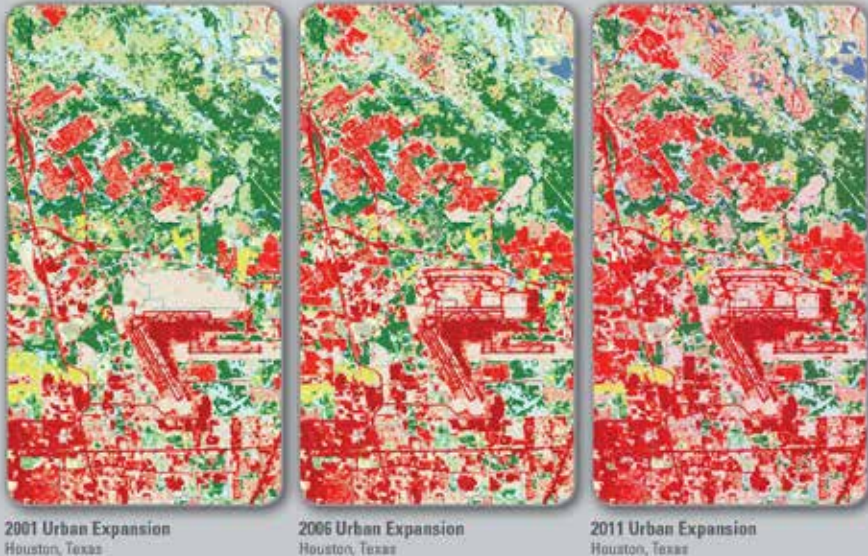 2001 Urban Expansion
Houston, Texas
2006 Urban Expansion
Houston, Texas
2011 Urban Expansion
Houston, Texas